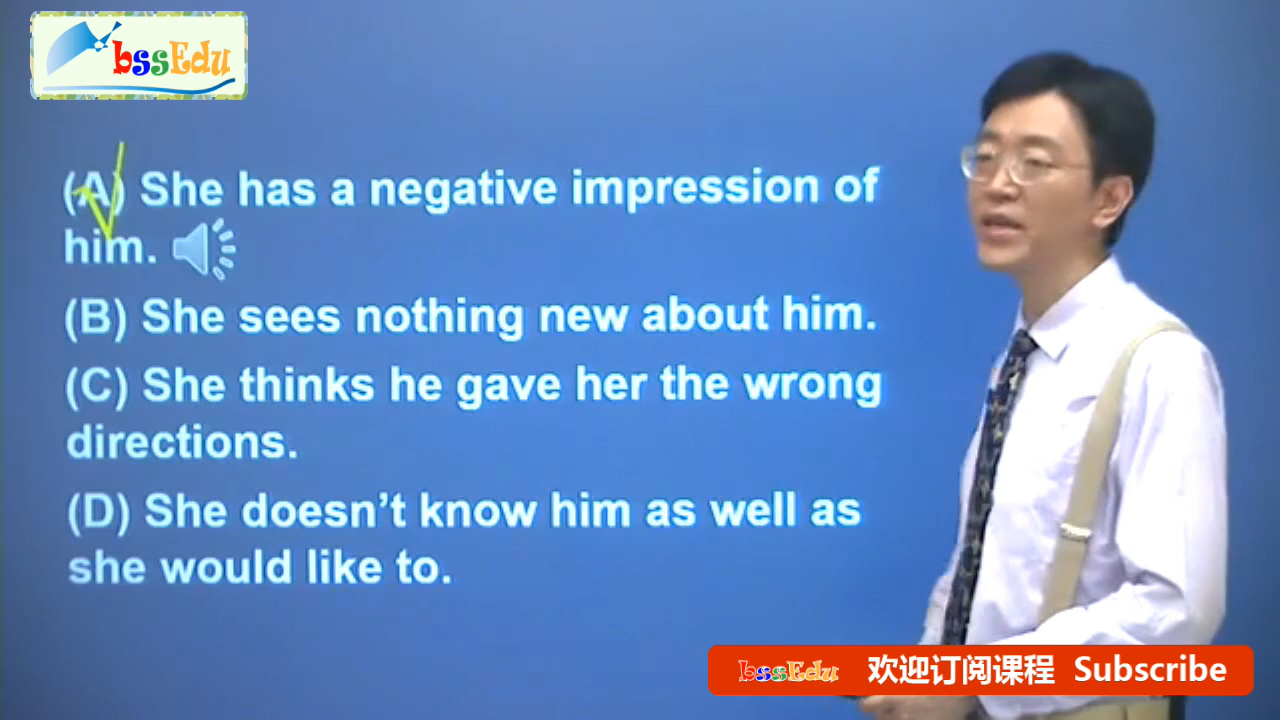 bssEdu
(A) She has a negative impression of
him.
(B) She sees nothing new about him.
(C) She thinks he gave her the wrong
directions.
(D) She doesn't know him as well as
she would like to.
bssEdu 欢迎订阅课程 Subscribe